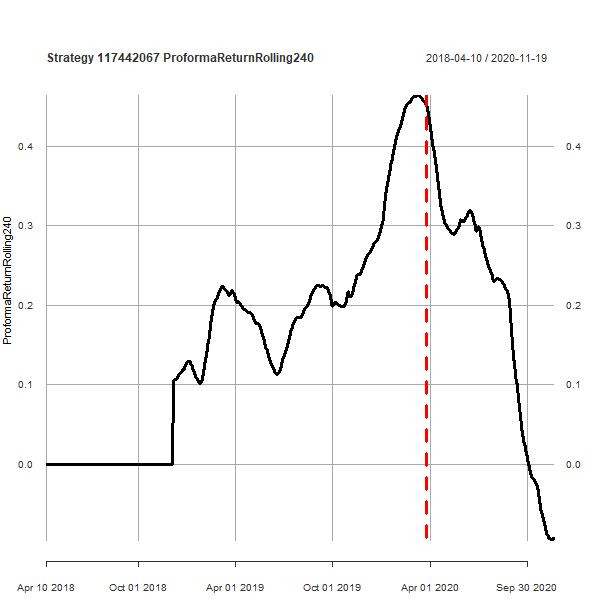 Strategy 117442067 ProformaReturnRolling240
2018-04-10 / 2020-11-19
ProformaReturnRolling240
0.4
0.3
0.2
0.1
0.0
0.4
0.3
0.2
0.1
0.0
Apr 10 2018
Oct 01 2018
Apr 01 2019
Oct 01 2019
Apr 01 2020
Sep 30 2020